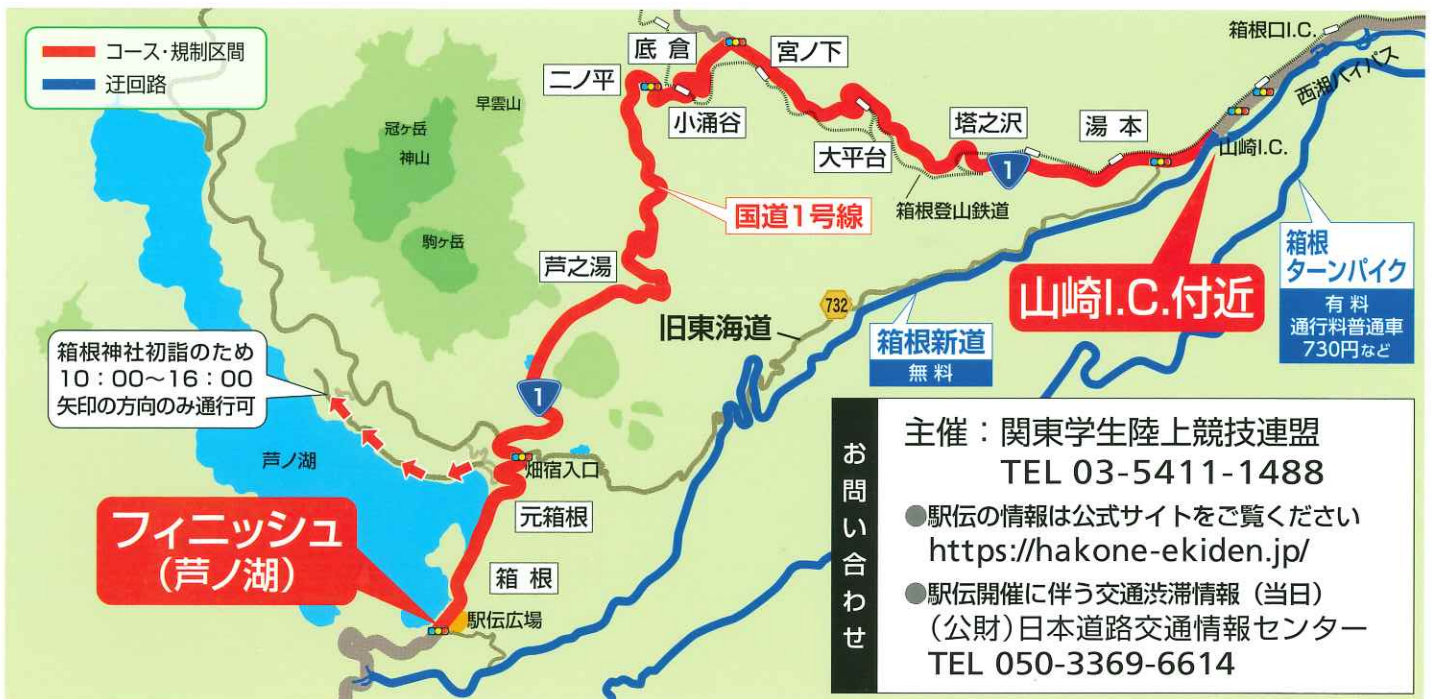 コース・規制区間
迂回路
底倉
宮ノ下
二ノ平
小涌谷
大平台
塔之沢
湯本
箱根口I.C.
西湘バイパス
山崎I.C.
早雲山
冠ヶ岳
神山
駒ヶ岳
1
箱根登山鉄道
国道1号線
芦之湯
732
旧東海道
箱根新道
無料
山崎I.C.付近
箱根
ターンパイク
有料
通行料普通車
730円など
箱根神社初詣のため
10：00～16：00
矢印の方向のみ通行可
1
芦ノ湖
畑宿入口
元箱根
フィニッシュ
(芦ノ湖)
箱根
駅伝広場
お問い合わせ
主催：関東学生陸上競技連盟
TEL 03-5411-1488
●駅伝の情報は公式サイトをご覧ください
https://hakone-ekiden.jp/
●駅伝開催に伴う交通渋滞情報（当日）
（公財）日本道路交通情報センター
TEL 050-3369-6614